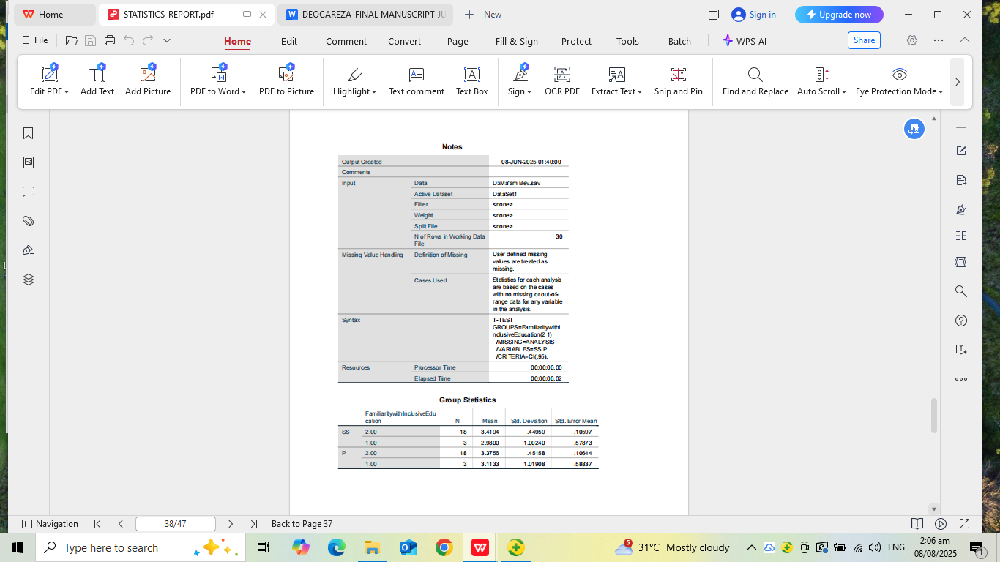 Home
STATISTICS-REPORT.pdf
DEOCAREZA-FINAL MANUSCRIPT-JU
New
Sign in
Upgrade now
File
Home
Edit
Comment
Convert
Page
Fill & Sign
Protect
Tools
Batch
WPS AI
Share
Edit PDF
Add Text
Add Picture
PDF to Word
PDF to Picture
Highlight
Text comment
Text Box
Sign
OCR PDF
Extract Text
Snip and Pin
Find and Replace
Auto Scroll
Eye Protection Mode
Notes
Output Created 08-JUN-2025 01:40:00
Comments
Input Data D:\Ma'am Bev.sav
Active Dataset DataSet1
Filter <none>
Weight <none>
Split File <none>
N of Rows in Working Data 30
File
Missing Value Handling Definition of Missing User defined missing
values are treated as
missing.
Cases Used Statistics for each analysis
are based on the cases
with no missing or out-of-
range data for any variable
in the analysis.
Syntax T-TEST
GROUPS=FamiliaritywithI
nclusiveEducation(2 1)
/MISSING=ANALYSIS
/VARIABLES=SS P
/CRITERIA=CI(.95).
Resources Processor Time 00:00:00.00
Elapsed Time 00:00:00.02
Group Statistics
FamiliaritywithInclusiveEdu
cation N Mean Std. Deviation Std. Error Mean
SS 2.00 18 3.4194 .44959 .10597
1.00 3 2.9800 1.00240 .57873
P 2.00 18 3.3756 .45158 .10644
1.00 3 3.1133 1.01908 .58837
Navigation
38/47
Back to Page 37
Type here to search
5
31°C Mostly cloudy
ENG
2:06 am
08/08/2025
1